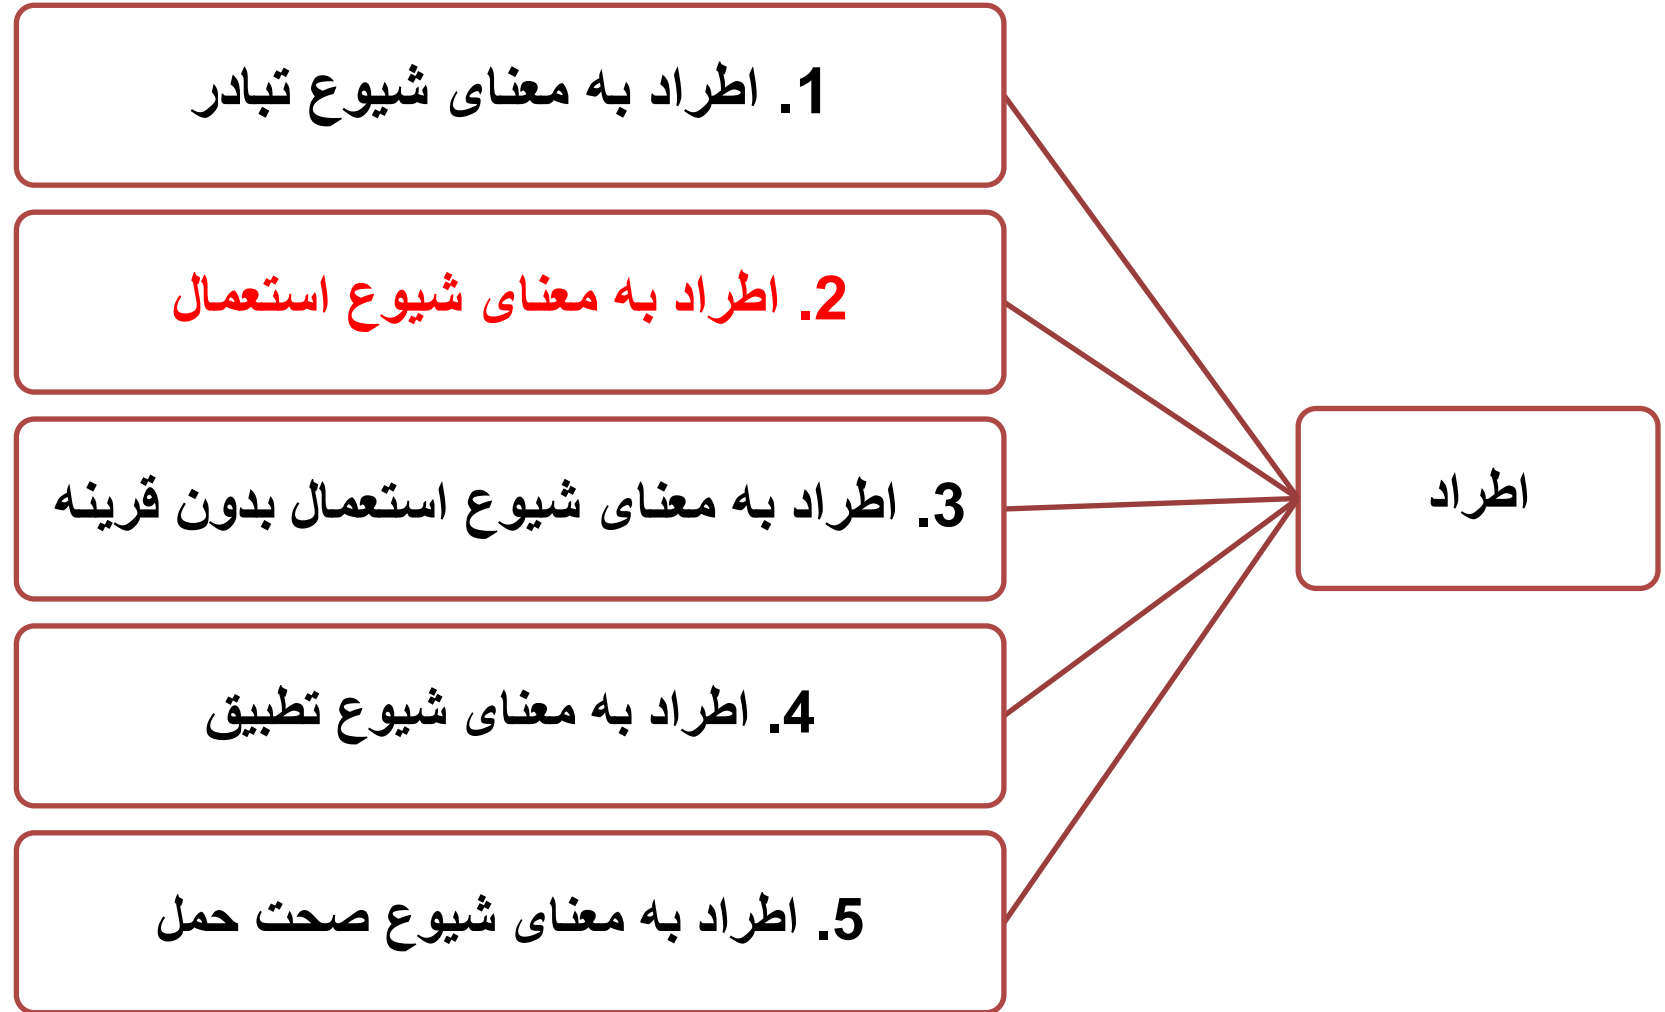 اطراد
1. اطراد به معنای شیوع تبادر
2. اطراد به معنای شیوع استعمال
3. اطراد به معنای شیوع استعمال بدون قرینه
4. اطراد به معنای شیوع تطبیق
5. اطراد به معنای شیوع صحت حمل